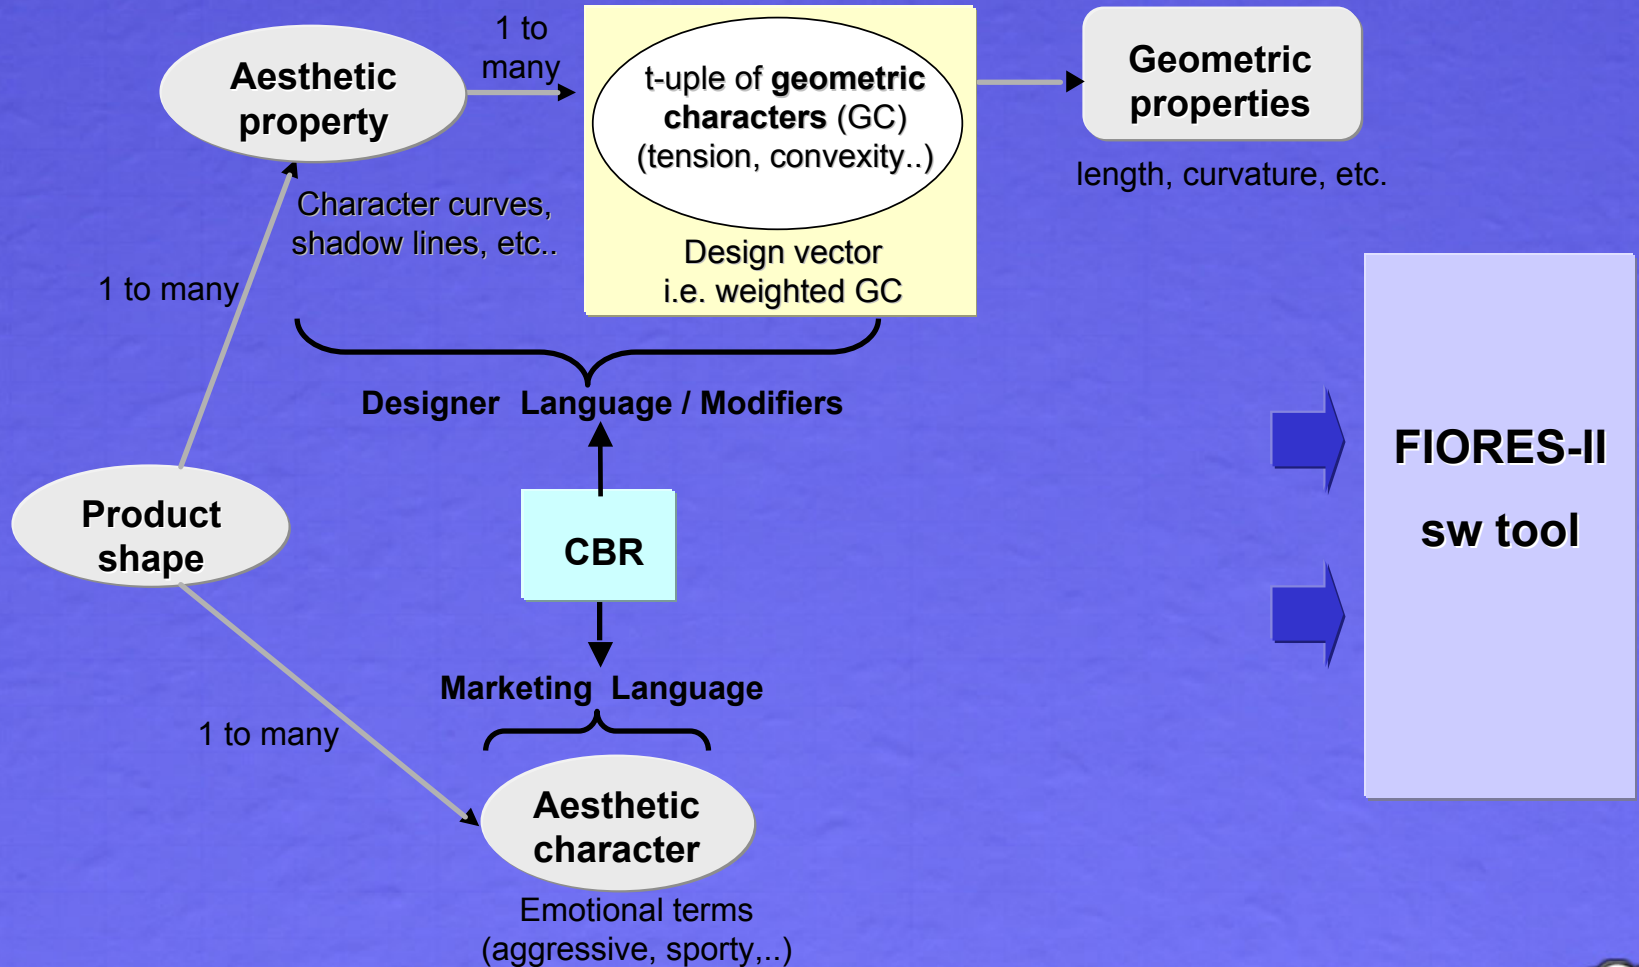 1 to
many
Aesthetic
property
t-uple of geometric
characters (GC)
(tension, convexity..)
Geometric
properties
length, curvature, etc.
Character curves,
shadow lines, etc..
Design vector
i.e. weighted GC
1 to many
Designer Language / Modifiers
FIORES-II
sw tool
Product
shape
CBR
Marketing Language
1 to many
Aesthetic
character
Emotional terms
(aggressive, sporty,..)